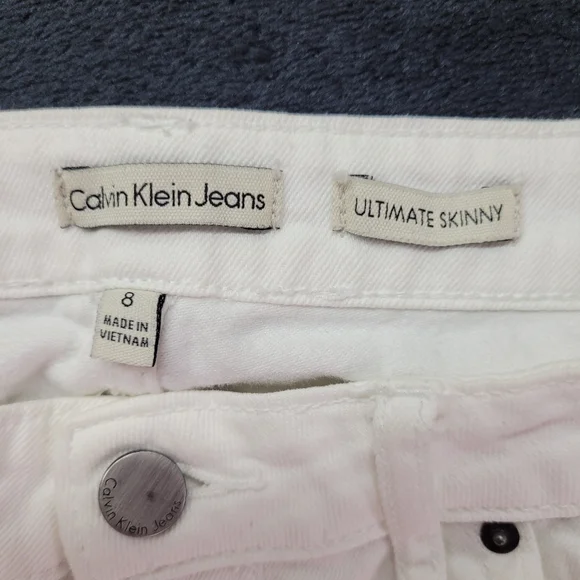 Calvin Klein Jeans
ULTIMATE SKINNY
8
MADE IN
VIETNAM
Calvin Klein Jeans